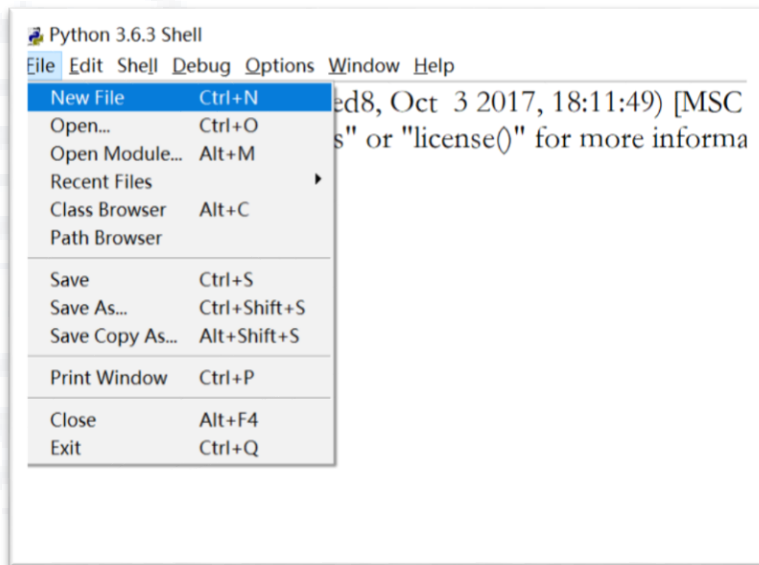 Python 3.6.3 Shell
File Edit Shell Debug Options Window Help
New File Ctrl+N
ed8, Oct 3 2017, 18:11:49) [MSC
Open... Ctrl+O
s" or "license()" for more informa
Open Module... Alt+M
Recent Files
Class Browser Alt+C
Path Browser
Save Ctrl+S
Save As... Ctrl+Shift+S
Save Copy As... Alt+Shift+S
Print Window Ctrl+P
Close Alt+F4
Exit Ctrl+Q